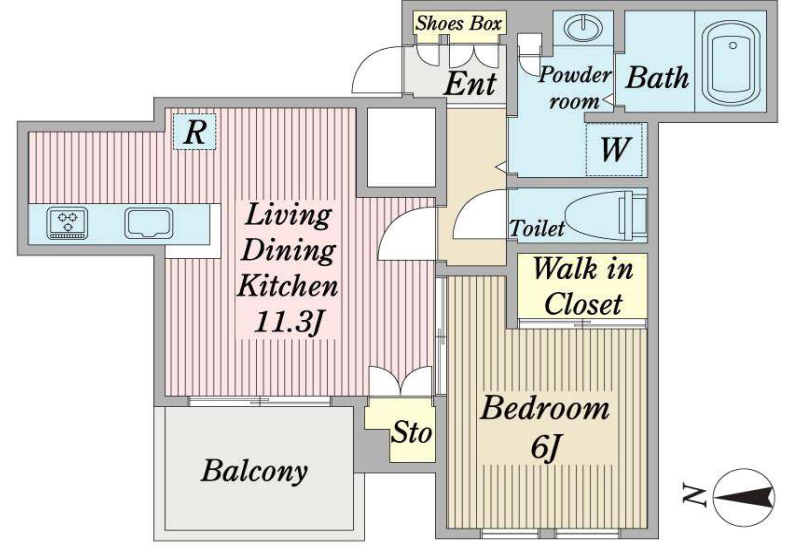 Shoes Box
Ent
Powder
room
Bath
R
W
Living
Dining
Kitchen
11.3J
Toilet
Walk in
Closet
Bedroom
6J
Sto
Balcony
N